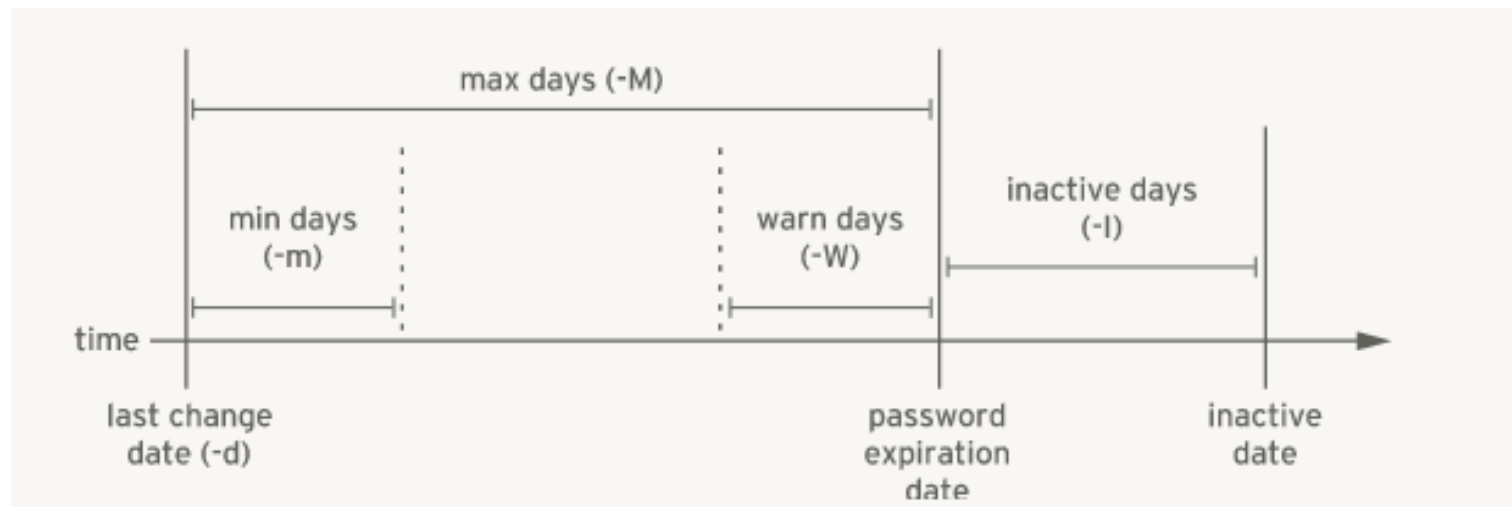 max days (-M)
inactive days
(-I)
min days
(-m)
warn days
(-W)
time
last change
date (-d)
password
expiration
date
inactive
date